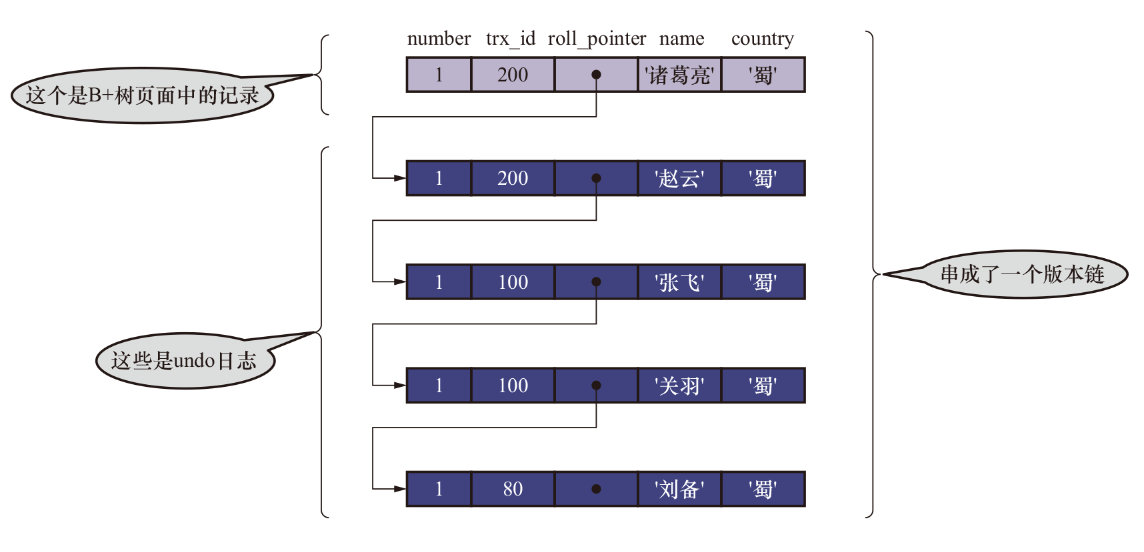 number trx_id roll_pointer name country
1 200 '诸葛亮' '蜀'
这个是B+树页面中的记录
1 200 '赵云' '蜀'
1 100 '张飞' '蜀'
串成了一个版本链
这些是undo日志
1 100 '关羽' '蜀'
1 80 '刘备' '蜀'